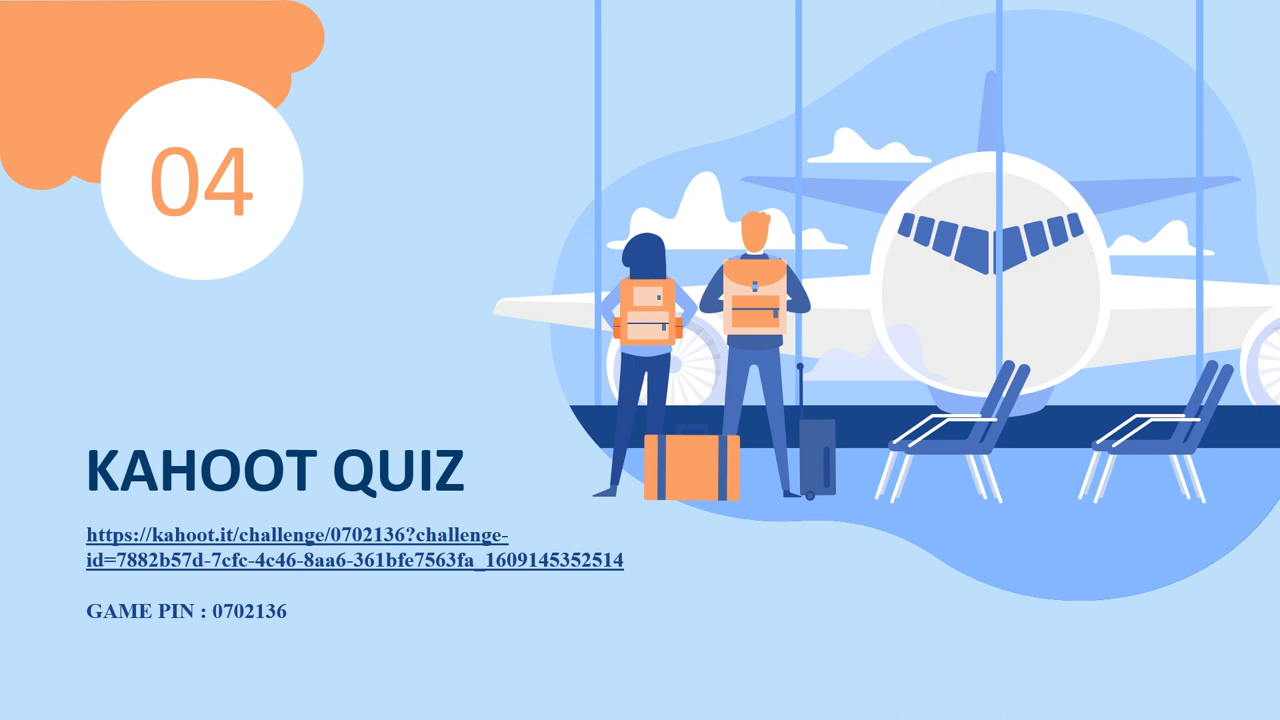 04
KAHOOT QUIZ
https://kahoot.it/challenge/0702136?challenge-
id=7882b57d-7cfc-4c46-8aa6-361bfe7563fa_1609145352514
GAME PIN : 0702136